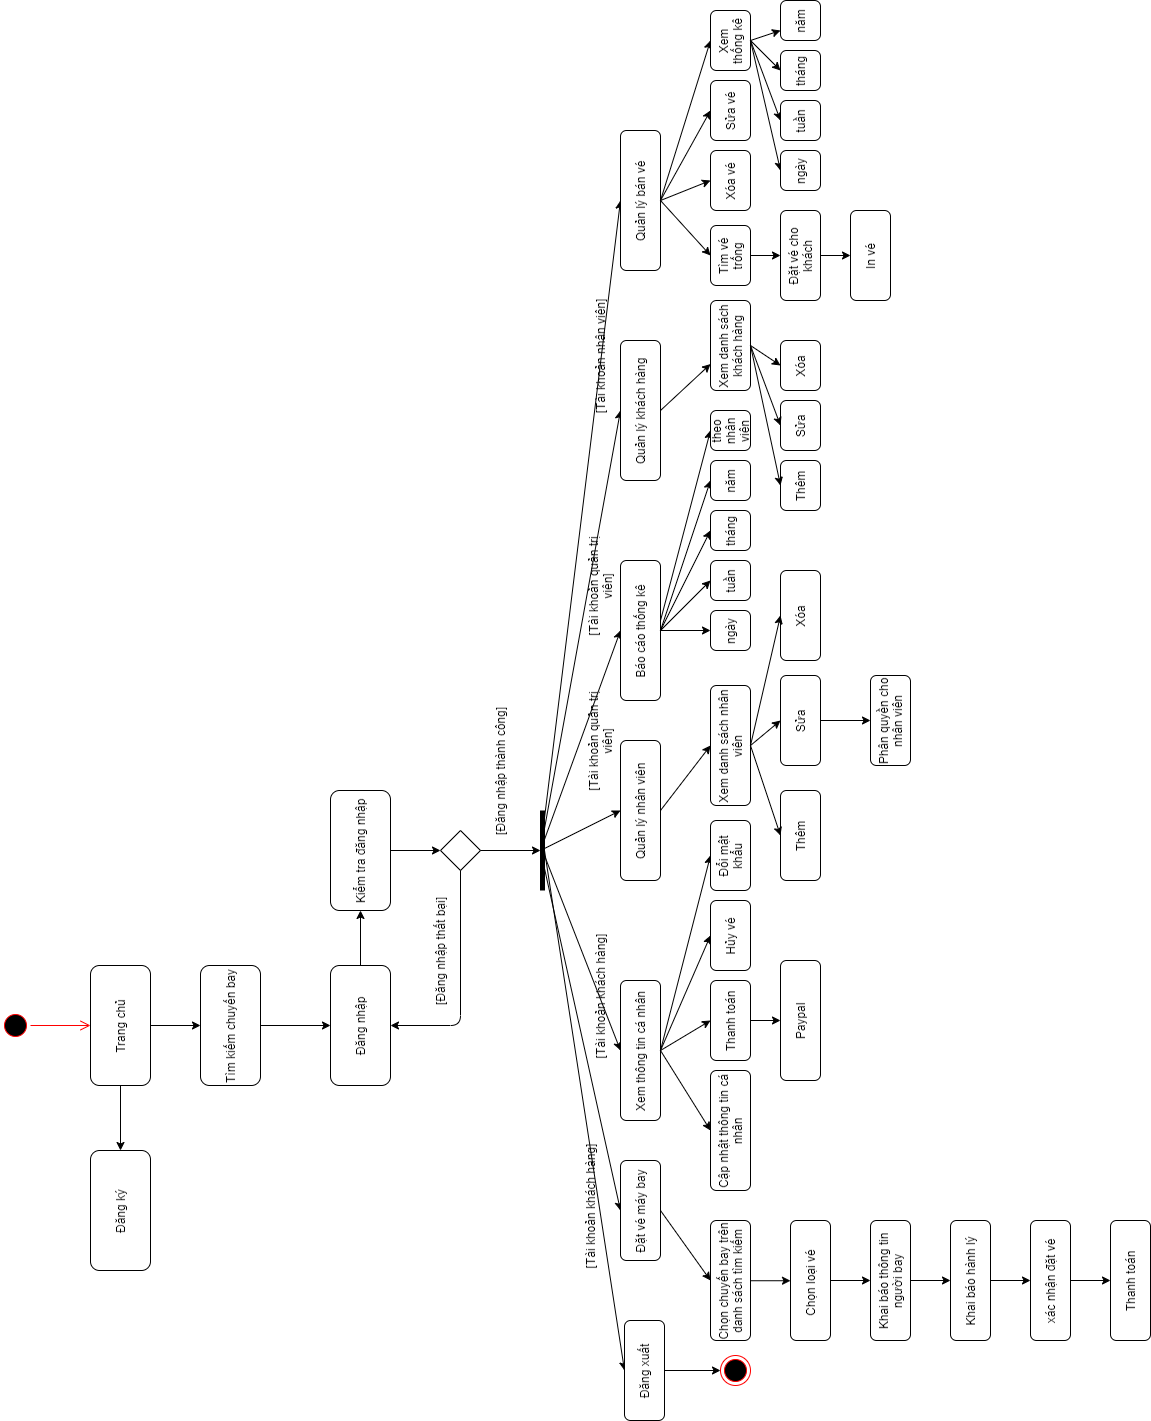 Trang chủ
Đăng ký
Tìm kiếm chuyến bay
Đăng nhập
Kiểm tra đăng nhập
[Đăng nhập thất bai]
[Đăng nhập thành công]
[Tài khoản khách hàng]
[Tài khoản khách hàng]
[Tài khoản quản trị
viên]
[Tài khoản quản trị
viên]
[Tài khoản nhân viên]
Đăng xuất
Đặt vé máy bay
Chọn chuyến bay trên
danh sách tìm kiếm
Chọn loại vé
Khai báo thông tin
người bay
Khai báo hành lý
xác nhận đặt vé
Thanh toán
Xem thông tin cá nhân
Cập nhật thông tin cá
nhân
Thanh toán
Paypal
Hủy vé
Đổi mật
khẩu
Quản lý nhân viên
Xem danh sách nhân
viên
Thêm
Sửa
Phân quyền cho
nhân viên
Xóa
Báo cáo thống kê
ngày
tuần
tháng
năm
theo
nhân
viên
Quản lý khách hàng
Xem danh sách
khách hàng
Thêm
Sửa
Xóa
Quản lý bán vé
Tìm vé
trống
Đặt vé cho
khách
In vé
Xóa vé
Sửa vé
Xem
thống kê
ngày
tuần
tháng
năm